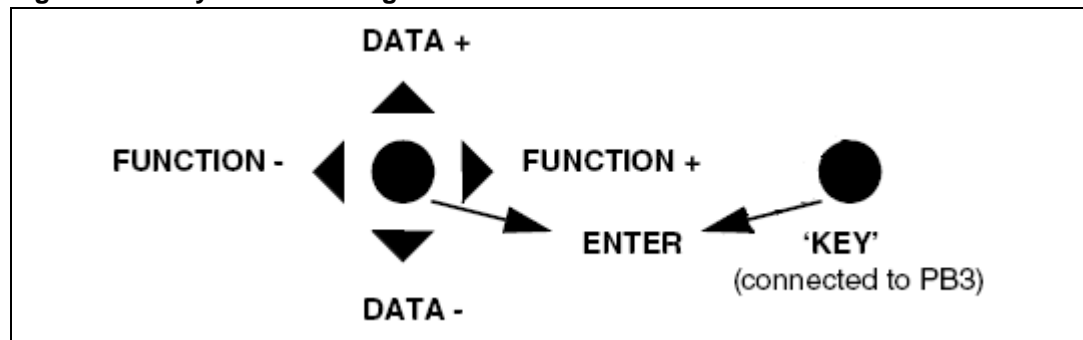 DATA +
FUNCTION -
FUNCTION +
ENTER
'KEY'
(connected to PB3)
DATA -